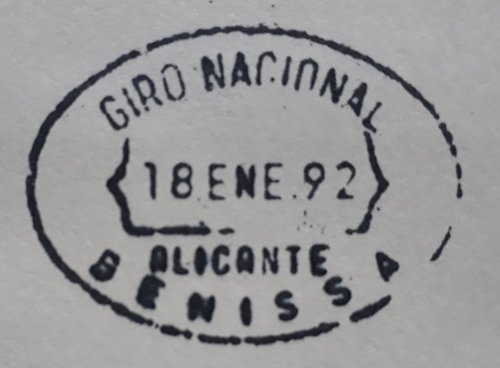 GIRO NACIONAL
18 ENE.92
ALICANTE
BENISSA